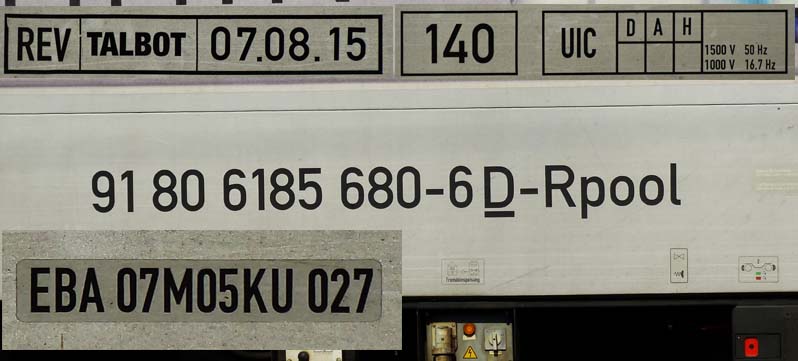 REV TALBOT 07.08.15 140 UIC D A H
1500 V 50 Hz
1000 V 16,7 Hz
91 80 6185 680-6 D-Rpool
EBA 07M05KU 027